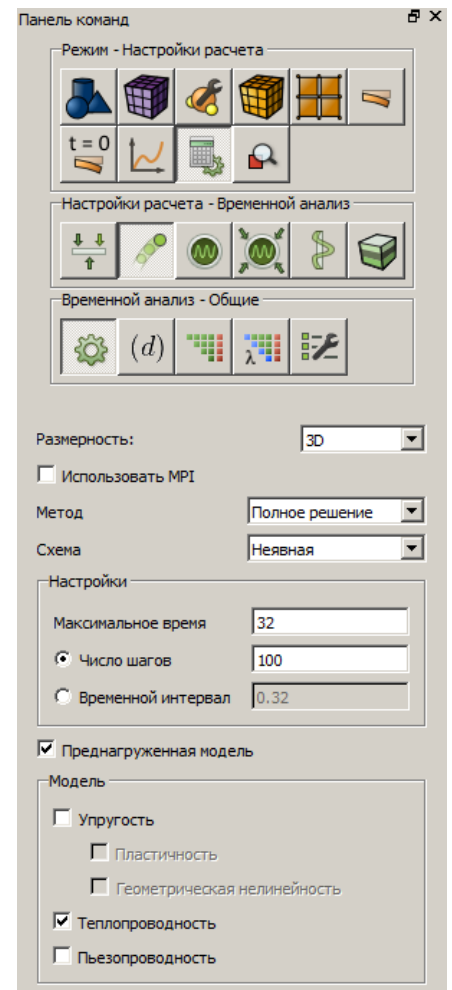 Панель команд
Режим - Настройки расчета
t = 0
Настройки расчета - Временной анализ
Временной анализ - Общие
(d)
λ
Размерность: 3D
Использовать MPI
Метод Полное решение
Схема Неявная
Настройки
Максимальное время 32
Число шагов 100
Временной интервал 0.32
Преднагруженная модель
Модель
Упругость
Пластичность
Геометрическая нелинейность
Теплопроводность
Пьезопроводность